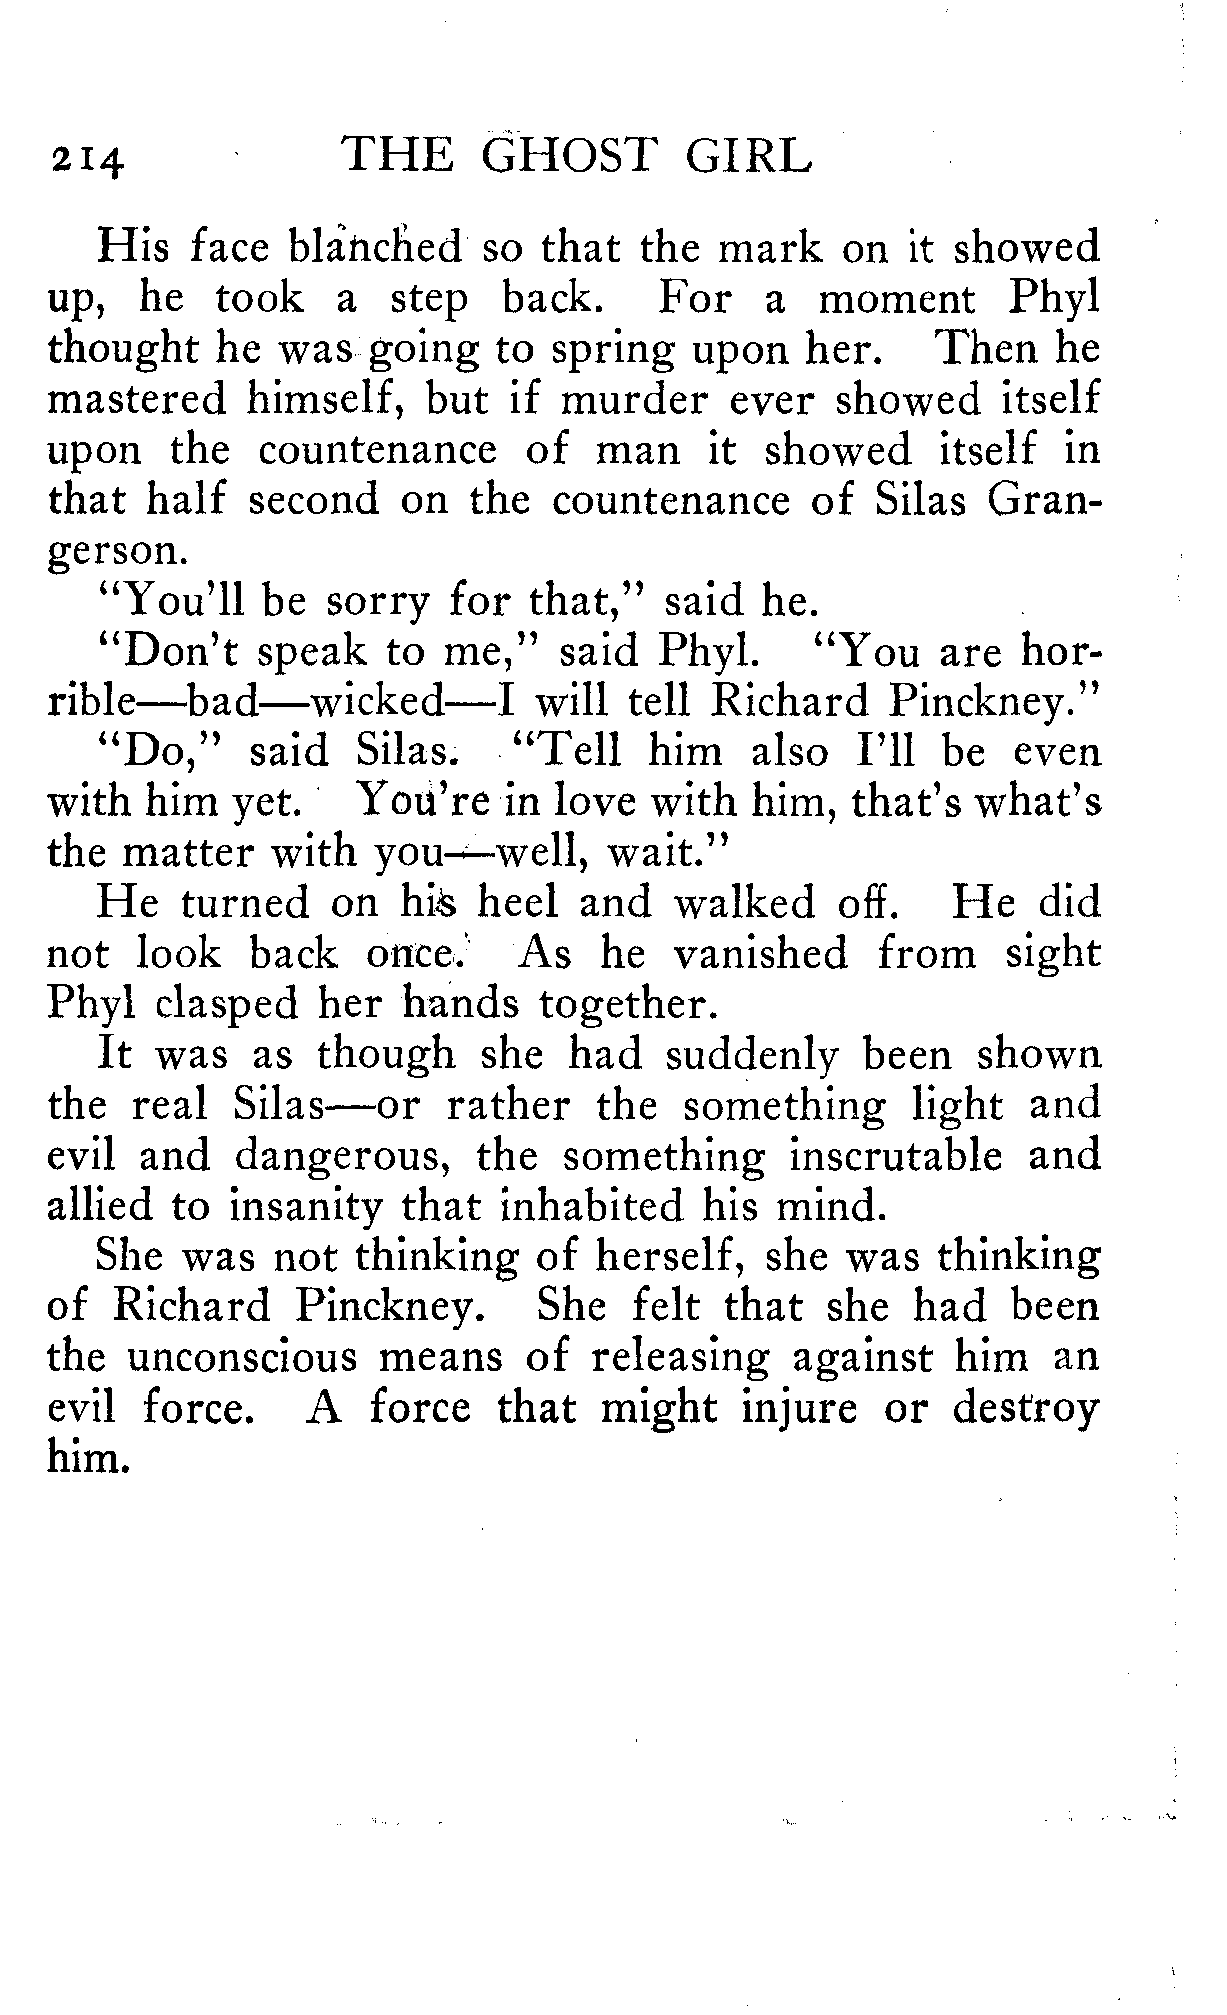 214 THE GHOST GIRL
His face blanched so that the mark on it showed
up, he took a step back. For a moment Phyl
thought he was going to spring upon her. Then he
mastered himself, but if murder ever showed itself
upon the countenance of man it showed itself in
that half second on the countenance of Silas Gran-
gerson.
“You'll be sorry for that,” said he.
“Don't speak to me,” said Phyl. “You are hor-
rible—bad—wicked—I will tell Richard Pinckney.”
“Do,” said Silas. “Tell him also I'll be even
with him yet. You're in love with him, that's what's
the matter with you—well, wait.”
He turned on his heel and walked off. He did
not look back once. As he vanished from sight
Phyl clasped her hands together.
It was as though she had suddenly been shown
the real Silas—or rather the something light and
evil and dangerous, the something inscrutable and
allied to insanity that inhabited his mind.
She was not thinking of herself, she was thinking
of Richard Pinckney. She felt that she had been
the unconscious means of releasing against him an
evil force. A force that might injure or destroy
him.